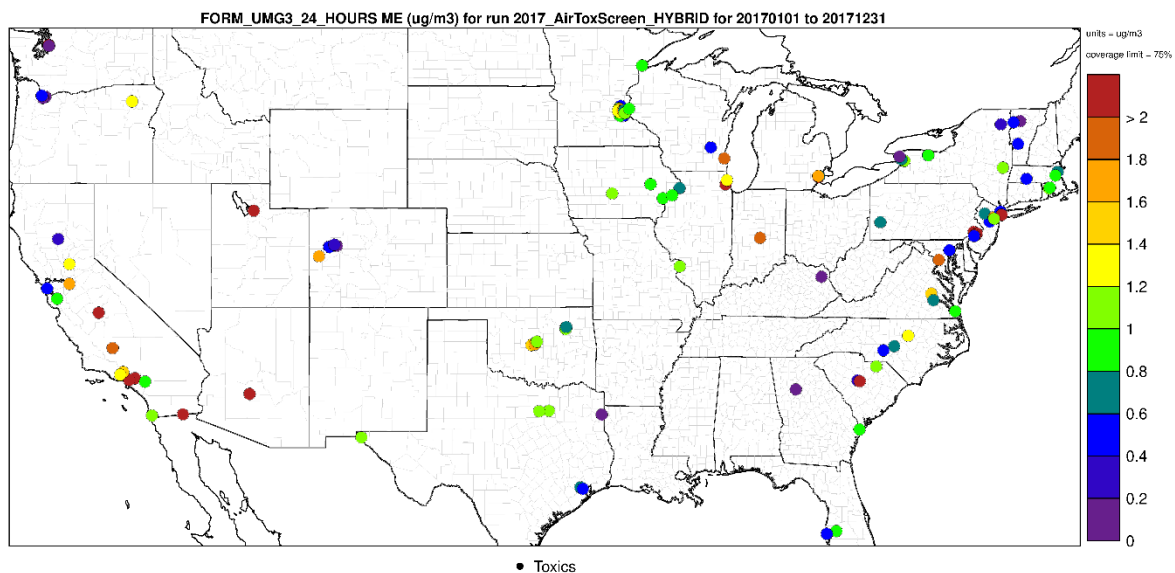 FORM_UMG3_24_HOURS ME (ug/m3) for run 2017_AirToxScreen_HYBRID for 20170101 to 20171231
units = ug/m3
coverage limit = 75%
> 2
1.8
1.6
1.4
1.2
1
0.8
0.6
0.4
0.2
0
Toxics